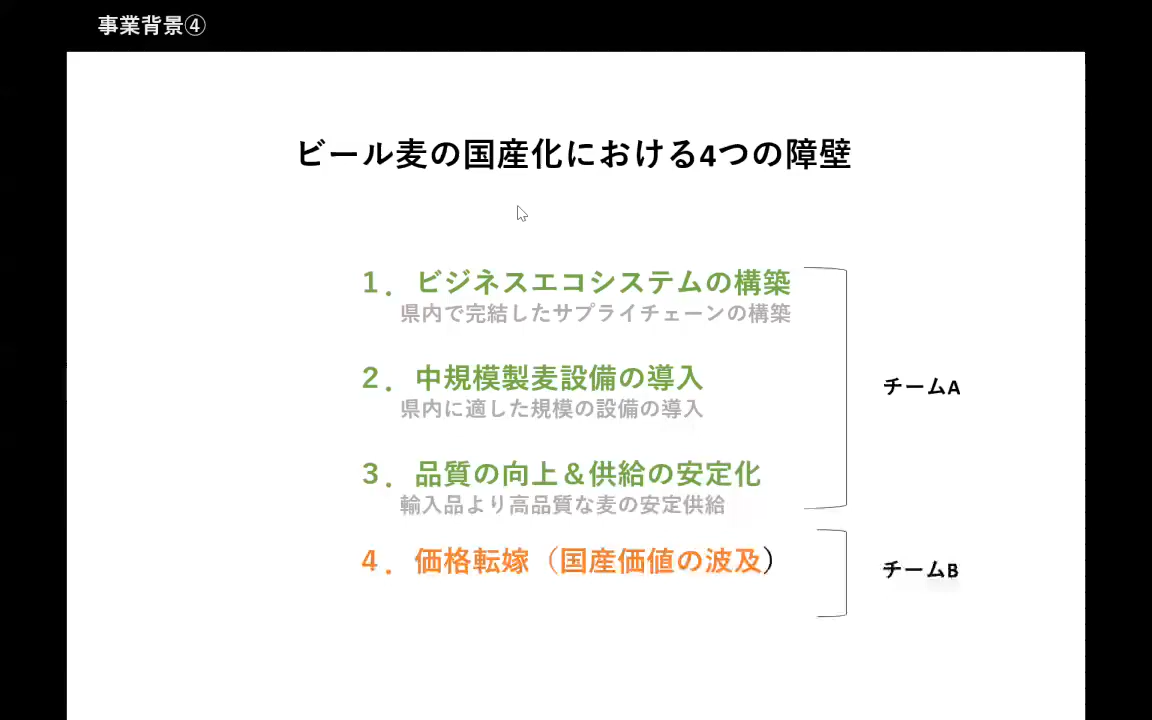 事業背景④
ビール麦の国産化における4つの障壁
１．ビジネスエコシステムの構築
県内で完結したサプライチェーンの構築
２．中規模製麦設備の導入
県内に適した規模の設備の導入
チームA
３．品質の向上＆供給の安定化
輸入品より高品質な麦の安定供給
４．価格転嫁（国産価値の波及）
チームB